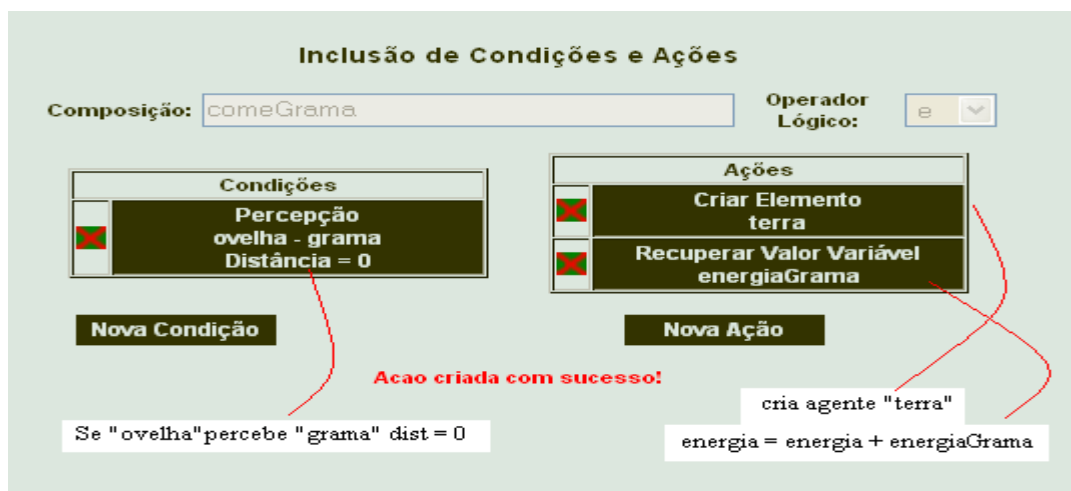 Inclusão de Condições e Ações
Composição: comeGrama
Operador
Lógico: e
Condições
Percepção
ovelha - grama
Distância = 0
Ações
Criar Elemento
terra
Recuperar Valor Variável
energiaGrama
Nova Condição
Nova Ação
Acao criada com sucesso!
Se "ovelha"percebe "grama" dist = 0
cria agente "terra"
energia = energia + energiaGrama